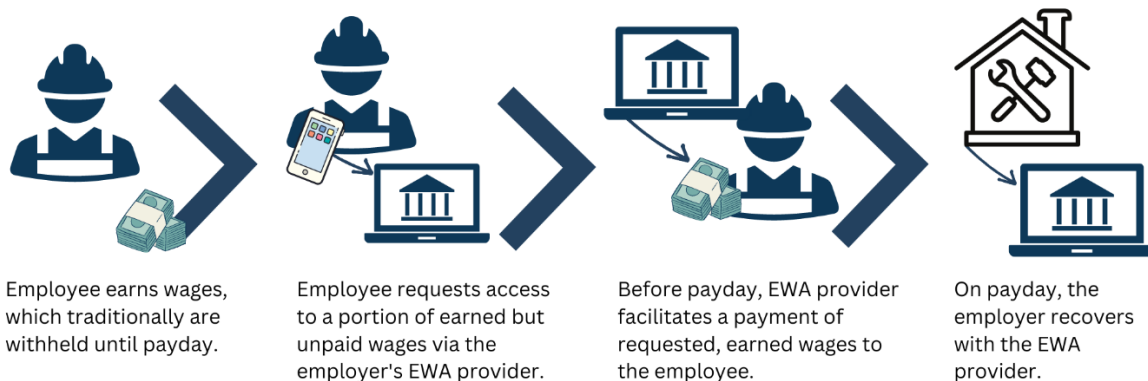 Employee earns wages,
which traditionally are
withheld until payday.
Employee requests access
to a portion of earned but
unpaid wages via the
employer's EWA provider.
Before payday, EWA provider
facilitates a payment of
requested, earned wages to
the employee.
On payday, the
employer recovers
with the EWA
provider.